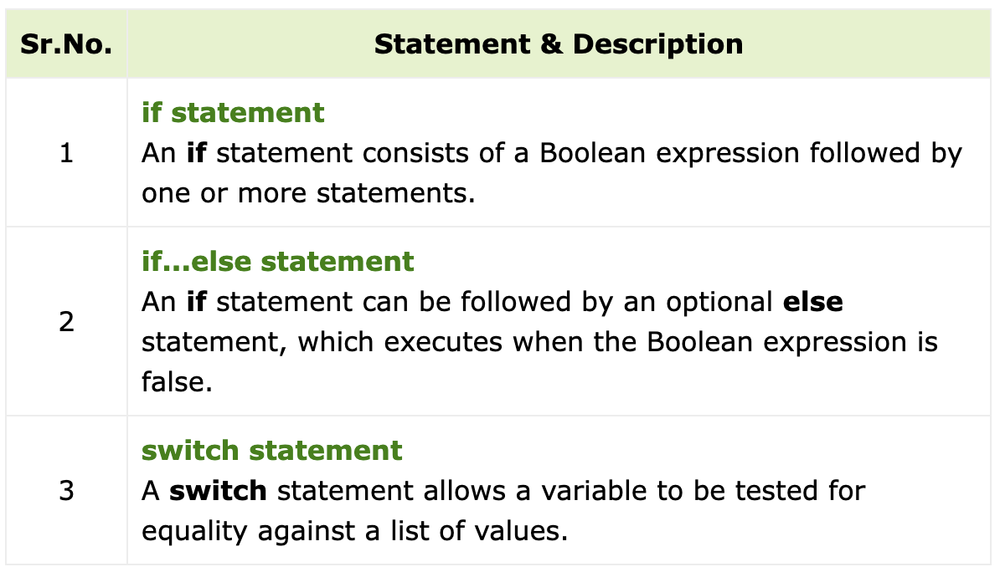 Sr.No. Statement & Description
if statement
1 An if statement consists of a Boolean expression followed by
one or more statements.
if...else statement
An if statement can be followed by an optional else
2
statement, which executes when the Boolean expression is
false.
switch statement
3 A switch statement allows a variable to be tested for
equality against a list of values.